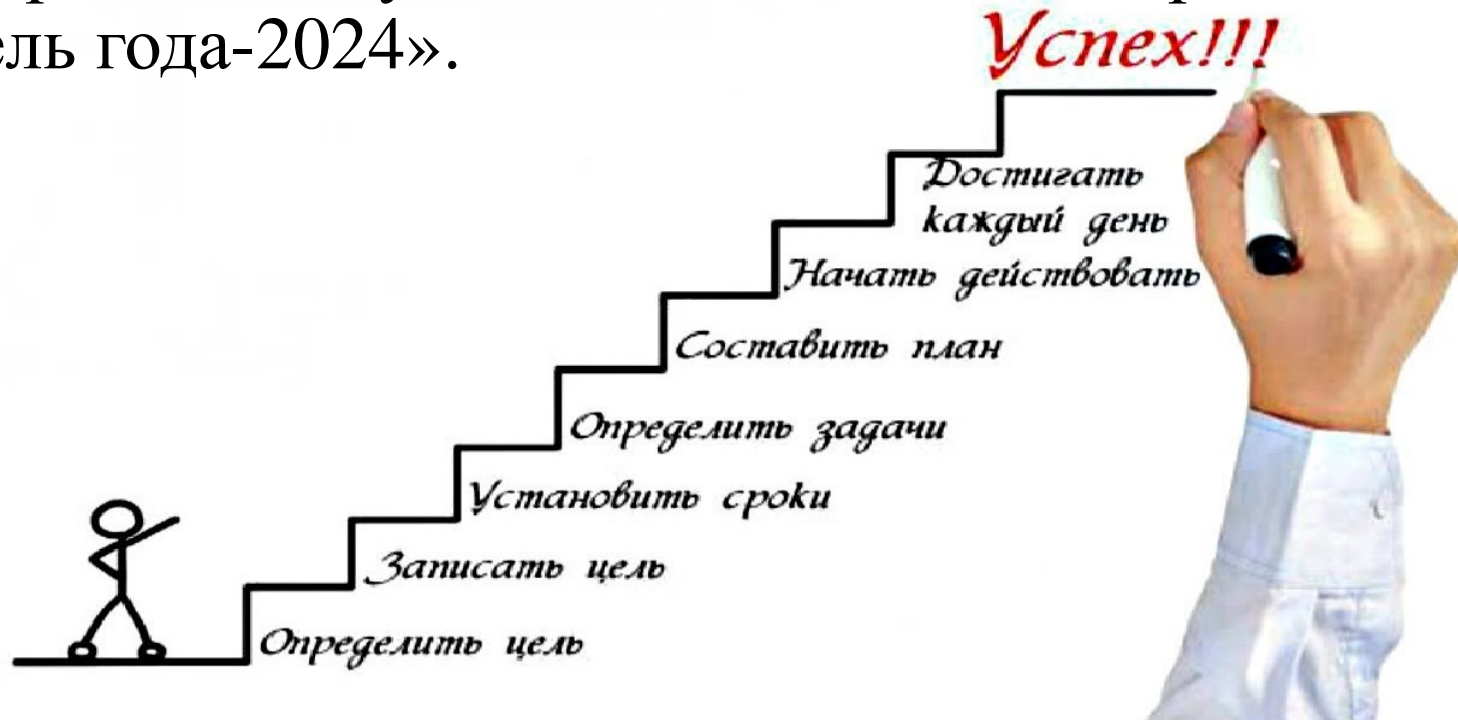 ель года-2024».
Успех!!!
Достигать
каждый день
Начать действовать
Составить план
Определить задачи
Установить сроки
Записать цель
Определить цель